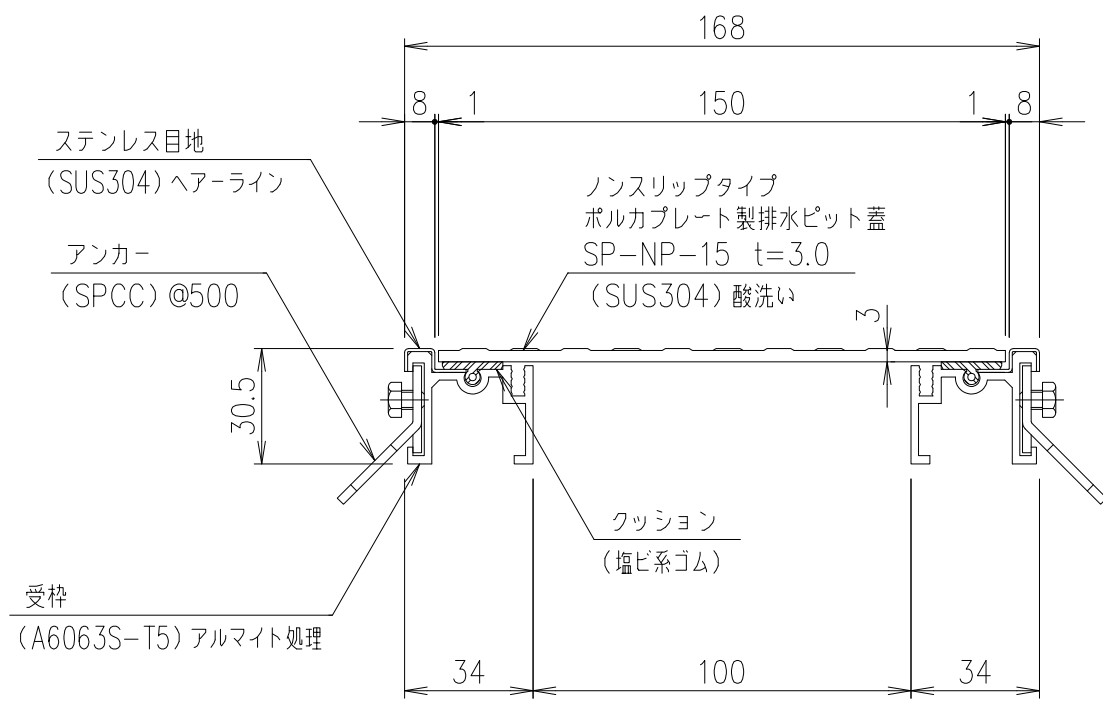 168
8
1
150
1
8
ステンレス目地
(SUS304)ヘアーライン
アンカー
(SPCC)@500
ノンスリップタイプ
ポルカプレート製排水ピット蓋
SP-NP-15 t=3.0
(SUS304)酸洗い
3
30.5
クッション
(塩ビ系ゴム)
受枠
(A6063S-T5)アルマイト処理
34
100
34